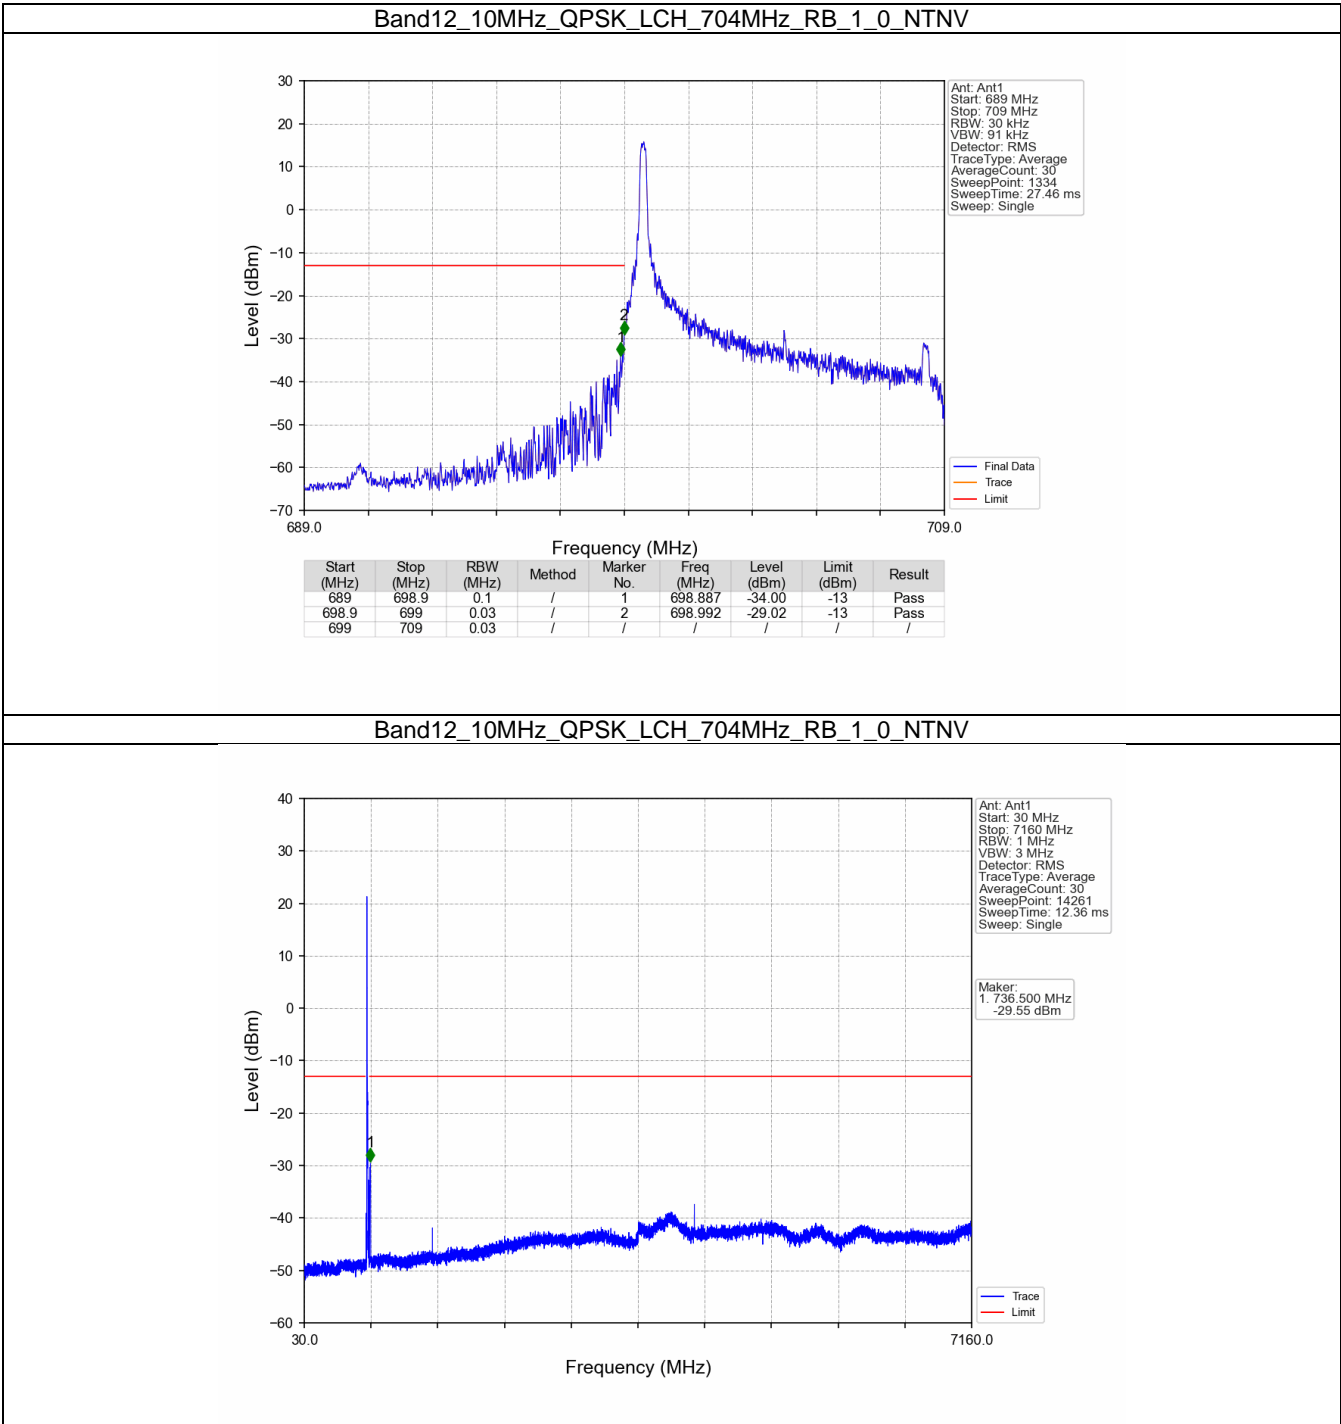 Band12_10MHz_QPSK_LCH_704MHz_RB_1_0_NTNV
30
20
10
0
−10
−20
−30
−40
−50
−60
−70
Level (dBm)
689.0
709.0
Frequency (MHz)
1
2
Ant: Ant1
Start: 689 MHz
Stop: 709 MHz
RBW: 30 kHz
VBW: 91 kHz
Detector: RMS
TraceType: Average
AverageCount: 30
SweepPoint: 1334
SweepTime: 27.46 ms
Sweep: Single
Final Data
Trace
Limit
Start (MHz) Stop (MHz) RBW (MHz) Method Marker No. Freq (MHz) Level (dBm) Limit (dBm) Result
689 698.9 0.1 / 1 698.887 -34.00 -13 Pass
698.9 699 0.03 / 2 698.992 -29.02 -13 Pass
699 709 0.03 / / / / / /
Band12_10MHz_QPSK_LCH_704MHz_RB_1_0_NTNV
40
30
20
10
0
−10
−20
−30
−40
−50
−60
Level (dBm)
30.0
7160.0
Frequency (MHz)
1
Ant: Ant1
Start: 30 MHz
Stop: 7160 MHz
RBW: 1 MHz
VBW: 3 MHz
Detector: RMS
TraceType: Average
AverageCount: 30
SweepPoint: 14261
SweepTime: 12.36 ms
Sweep: Single
Maker:
1. 736.500 MHz
-29.55 dBm
Trace
Limit